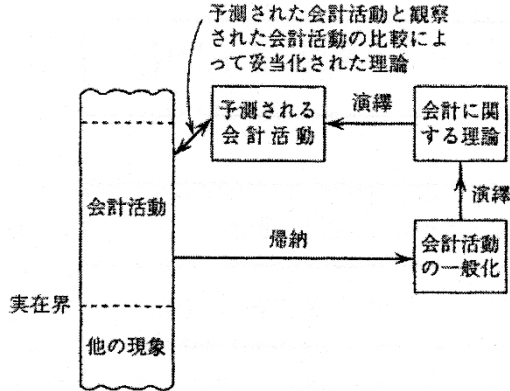 予測された会計活動と観察
された会計活動の比較によ
って妥当化された理論
予測される
会計活動
演繹
会計に関
する理論
演繹
会計活動
帰納
会計活動
の一般化
実在界
他の現象